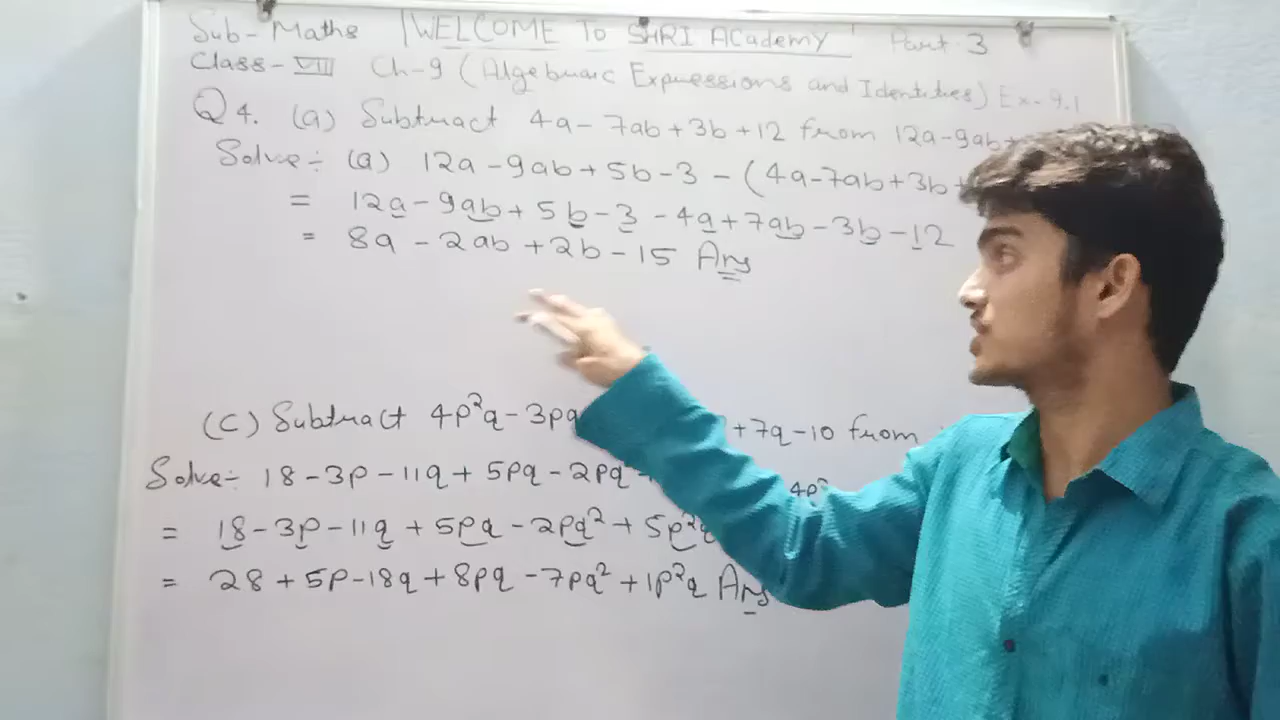 Sub- Maths |WELCOME To SHRI ACademy| Part-3
Class-VIII Ch-9 (Algebraic Expressions and Identities) Ex-9.1
Q4. (a) Subtract 4a-7ab+3b+12 from 12a-9ab+
Solve:- (a) 12a-9ab+5b-3-(4a-7ab+3b+
= 12a-9ab+5b-3-4a+7ab-3b-12
= 8a-2ab+2b-15 Ans
(C) Subtract 4p²q-3pq +7q-10 from
Solve:- 18-3p-11q+5pq-2pq 4p²
= 18-3p-11q+5pq-2pq²+5p²q
= 28+5p-18q+8pq-7pq²+1p²q Ans